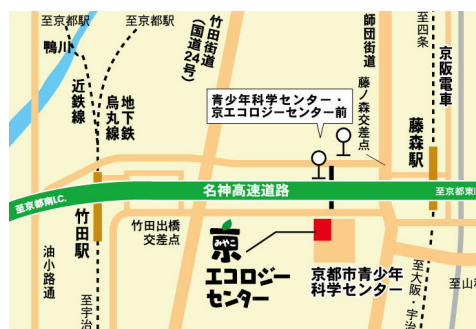 至京都駅
至京都駅
鴨川
近鉄線
地下鉄
烏丸線
竹田街道
(国道24号)
師団街道
至四条
京阪電車
青少年科学センター・
京エコロジーセンター前
藤ノ森交差点
藤森駅
名神高速道路
至京都南I.C.
至京都東I.
竹田駅
竹田出橋
交差点
油小路通
至宇治
みやこ
京
エコロジー
センター
京都市青少年
科学センター
至大阪・宇治
至山科